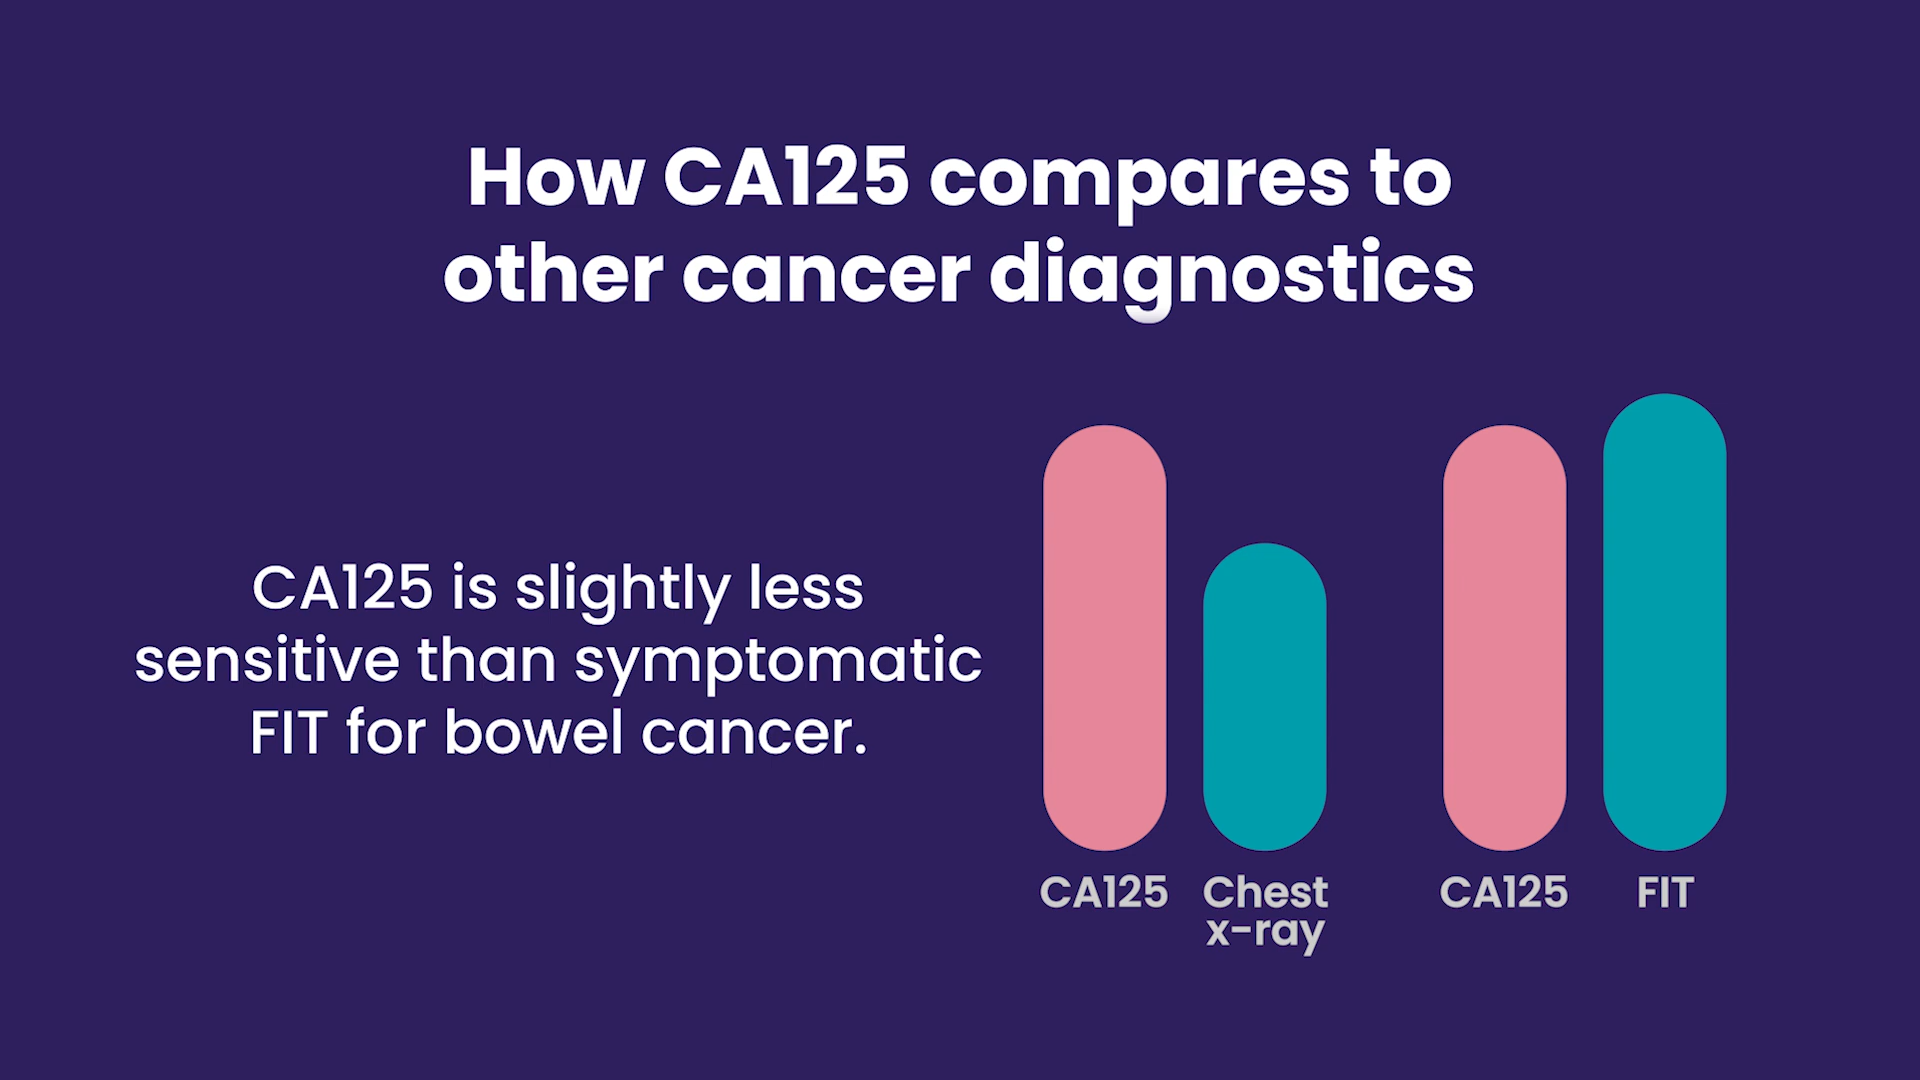 How CA125 compares to
other cancer diagnostics
CA125 is slightly less
sensitive than symptomatic
FIT for bowel cancer.
CA125
Chest
x-ray
CA125
FIT